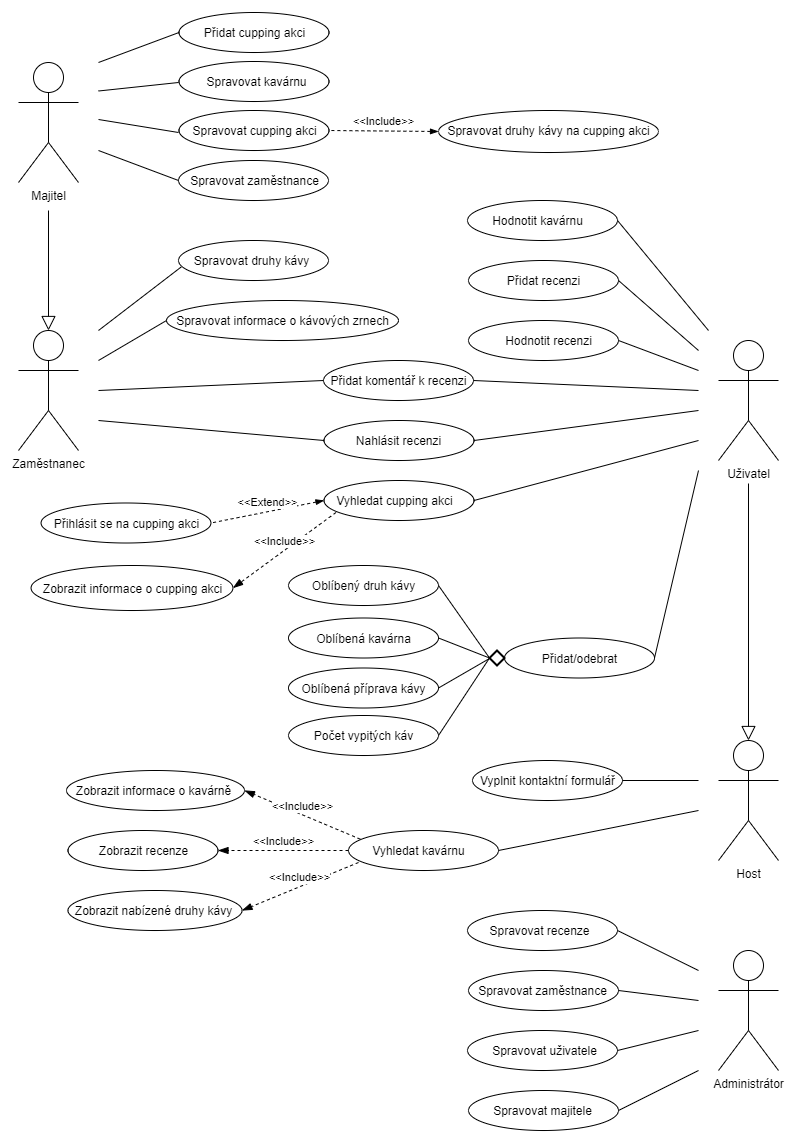 Přidat cupping akci
Spravovat kavárnu
Spravovat cupping akci
<<Include>>
Spravovat druhy kávy na cupping akci
Spravovat zaměstnance
Majitel
Hodnotit kavárnu
Spravovat druhy kávy
Přidat recenzi
Spravovat informace o kávových zrnech
Hodnotit recenzi
Přidat komentář k recenzi
Nahlásit recenzi
Zaměstnanec
Uživatel
Vyhledat cupping akci
<<Extend>>
Přihlásit se na cupping akci
<<Include>>
Zobrazit informace o cupping akci
Oblíbený druh kávy
Oblíbená kavárna
Přidat/odebrat
Oblíbená příprava kávy
Počet vypitých káv
Vyplnit kontaktní formulář
Zobrazit informace o kavárně
<<Include>>
Zobrazit recenze
<<Include>>
Vyhledat kavárnu
<<Include>>
Zobrazit nabízené druhy kávy
Host
Spravovat recenze
Spravovat zaměstnance
Spravovat uživatele
Administrátor
Spravovat majitele